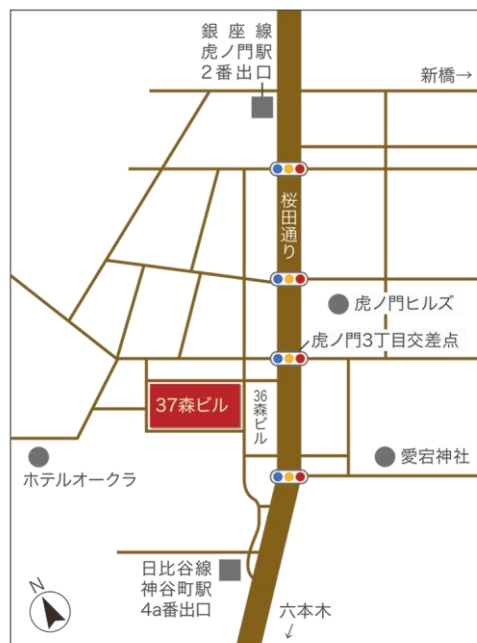 銀座線
虎ノ門駅
2番出口
新橋→
桜田通り
虎ノ門ヒルズ
虎ノ門3丁目交差点
37森ビル
36森ビル
愛宕神社
ホテルオークラ
日比谷線
神谷町駅
4a番出口
六本木
↓
N